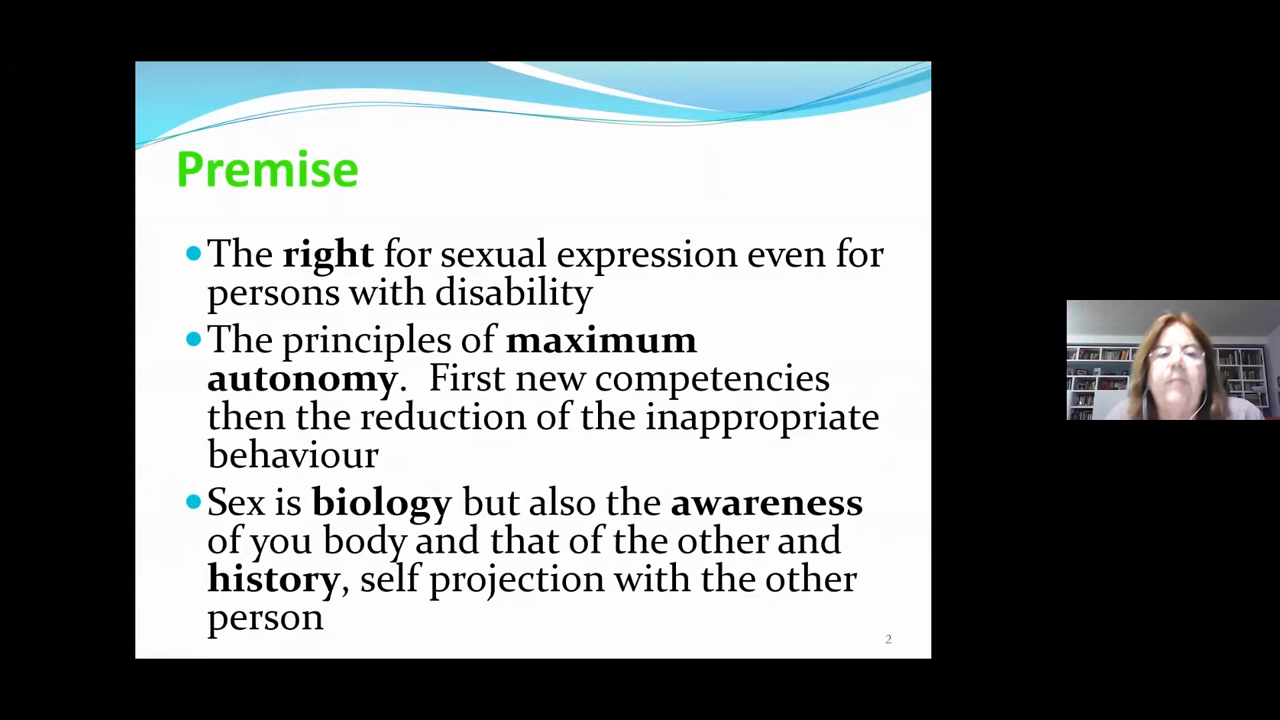 Premise
The right for sexual expression even for
persons with disability
The principles of maximum
autonomy. First new competencies
then the reduction of the inappropriate
behaviour
Sex is biology but also the awareness
of you body and that of the other and
history, self projection with the other
person
2